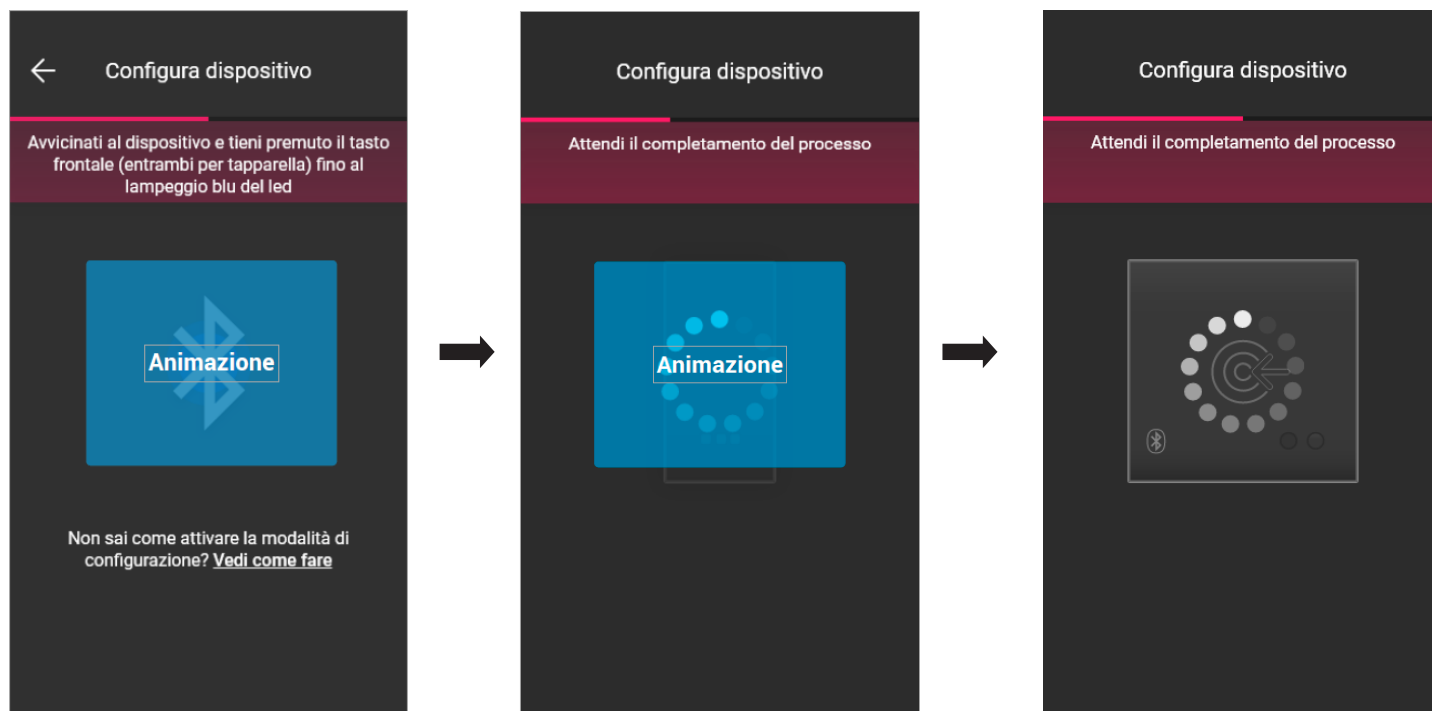 Configura dispositivo
Avvicinati al dispositivo e tieni premuto il tasto
frontale (entrambi per tapparella) fino al
lampeggio blu del led
Animazione
Non sai come attivare la modalità di
configurazione? Vedi come fare
Configura dispositivo
Attendi il completamento del processo
Animazione
Configura dispositivo
Attendi il completamento del processo